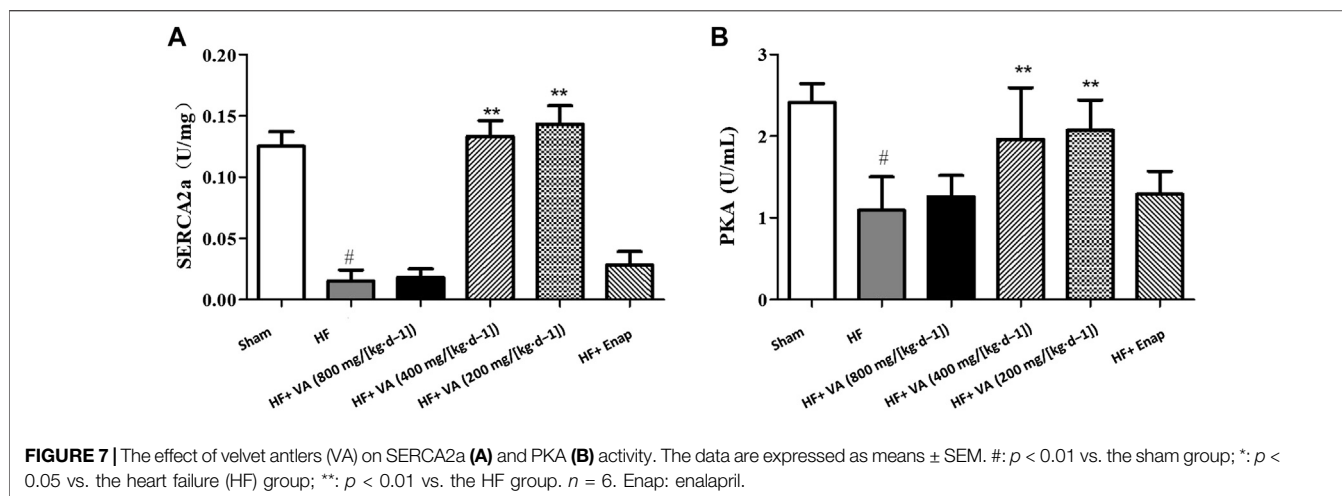 A
SERCA2a (U/mg)
0.20
0.15
0.10
0.05
0.00
#
**
**
Sham
HF
HF+ VA (800 mg/[kg·d–1])
HF+ VA (400 mg/[kg·d–1])
HF+ VA (200 mg/[kg·d–1])
HF+ Enap
B
PKA (U/mL)
3
2
1
0
#
**
**
Sham
HF
HF+ VA (800 mg/[kg·d–1])
HF+ VA (400 mg/[kg·d–1])
HF+ VA (200 mg/[kg·d–1])
HF+ Enap
FIGURE 7 | The effect of velvet antlers (VA) on SERCA2a (A) and PKA (B) activity. The data are expressed as means ± SEM. #: p < 0.01 vs. the sham group; *: p <
0.05 vs. the heart failure (HF) group; **: p < 0.01 vs. the HF group. n = 6. Enap: enalapril.